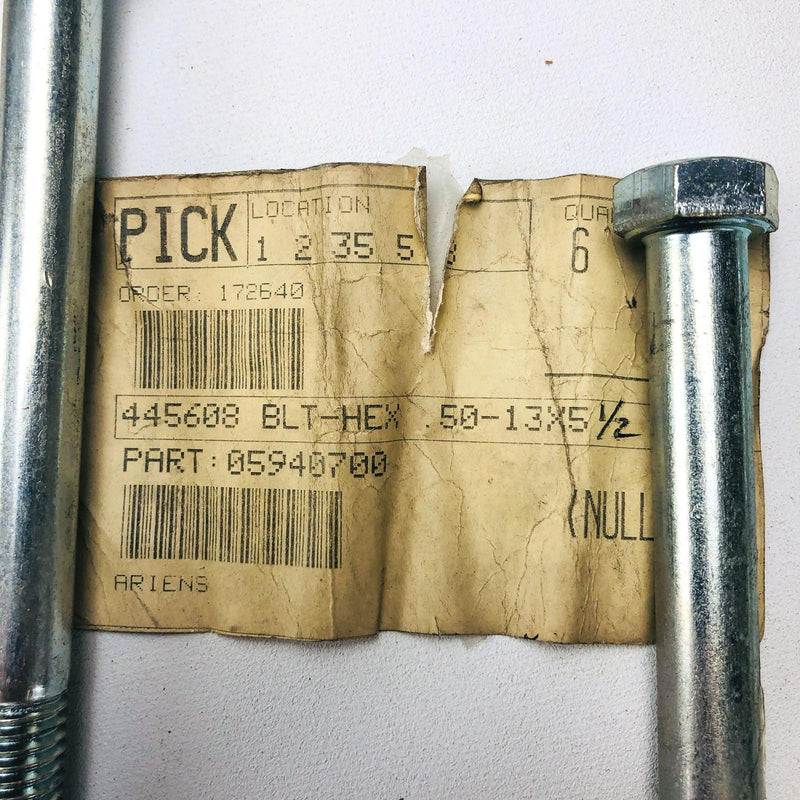 PICK LOCATION
1 2 35 5
6
ORDER: 172640
445608 BLT-HEX .50-13X5 1/2
PART: 05940700
(NULL
ARIENS